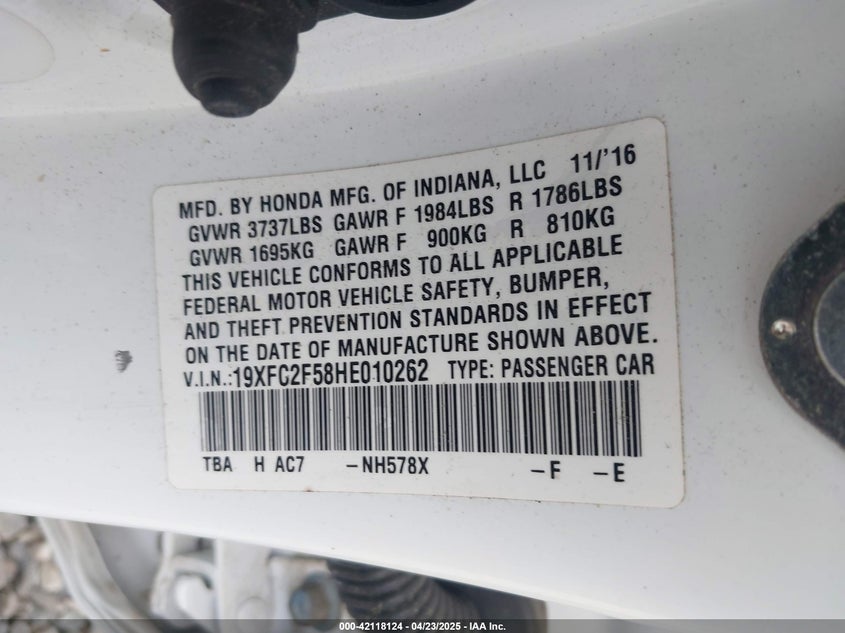 MFD. BY HONDA MFG. OF INDIANA, LLC 11/'16
GVWR 3737LBS GAWR F 1984LBS R 1786LBS
GVWR 1695KG GAWR F 900KG R 810KG
THIS VEHICLE CONFORMS TO ALL APPLICABLE
FEDERAL MOTOR VEHICLE SAFETY, BUMPER,
AND THEFT PREVENTION STANDARDS IN EFFECT
ON THE DATE OF MANUFACTURE SHOWN ABOVE.
V.I.N.:19XFC2F58HE010262 TYPE: PASSENGER CAR
TBA H AC7 –NH578X –F –E
000-42118124 - 04/23/2025 - IAA Inc.